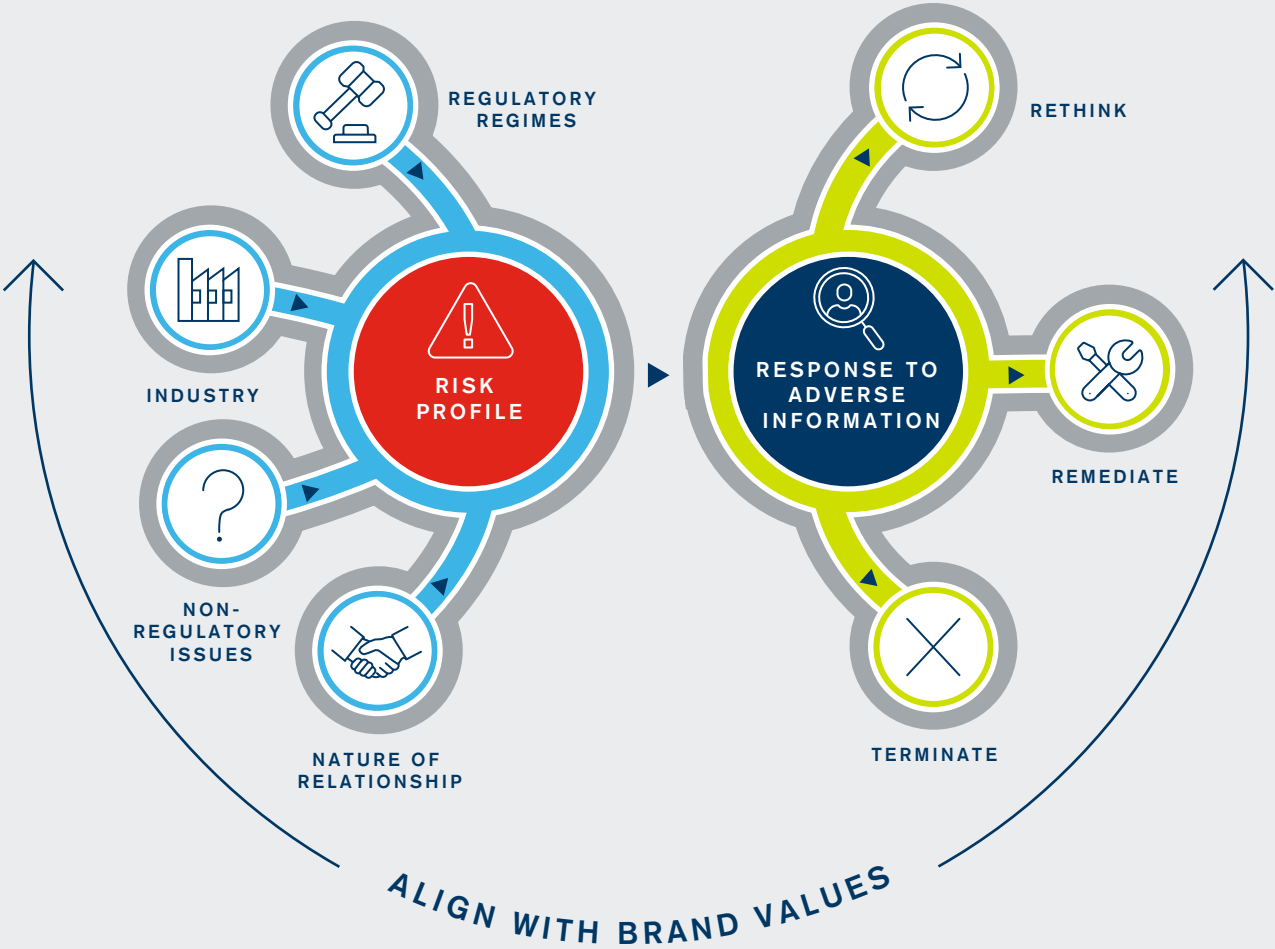 REGULATORY
REGIMES
INDUSTRY
NON-
REGULATORY
ISSUES
NATURE OF
RELATIONSHIP
RISK
PROFILE
RESPONSE TO
ADVERSE
INFORMATION
RETHINK
REMEDIATE
TERMINATE
ALIGN WITH BRAND VALUES